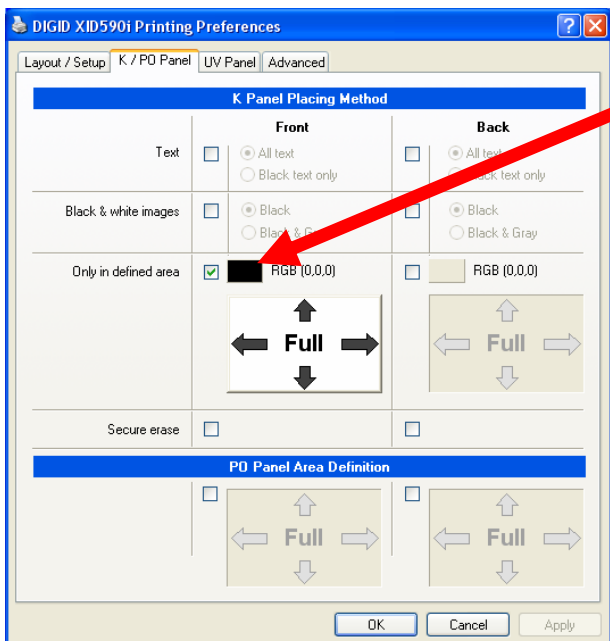 DIGID XID590i Printing Preferences
Layout / Setup K / PO Panel UV Panel Advanced
K Panel Placing Method
Front Back
Text All text All text
Black text only Black text only
Black & white images Black Black
Black & Gray Black & Gray
Only in defined area RGB (0,0,0) RGB (0,0,0)
Full Full
Secure erase
PO Panel Area Definition
Full Full
OK Cancel Apply